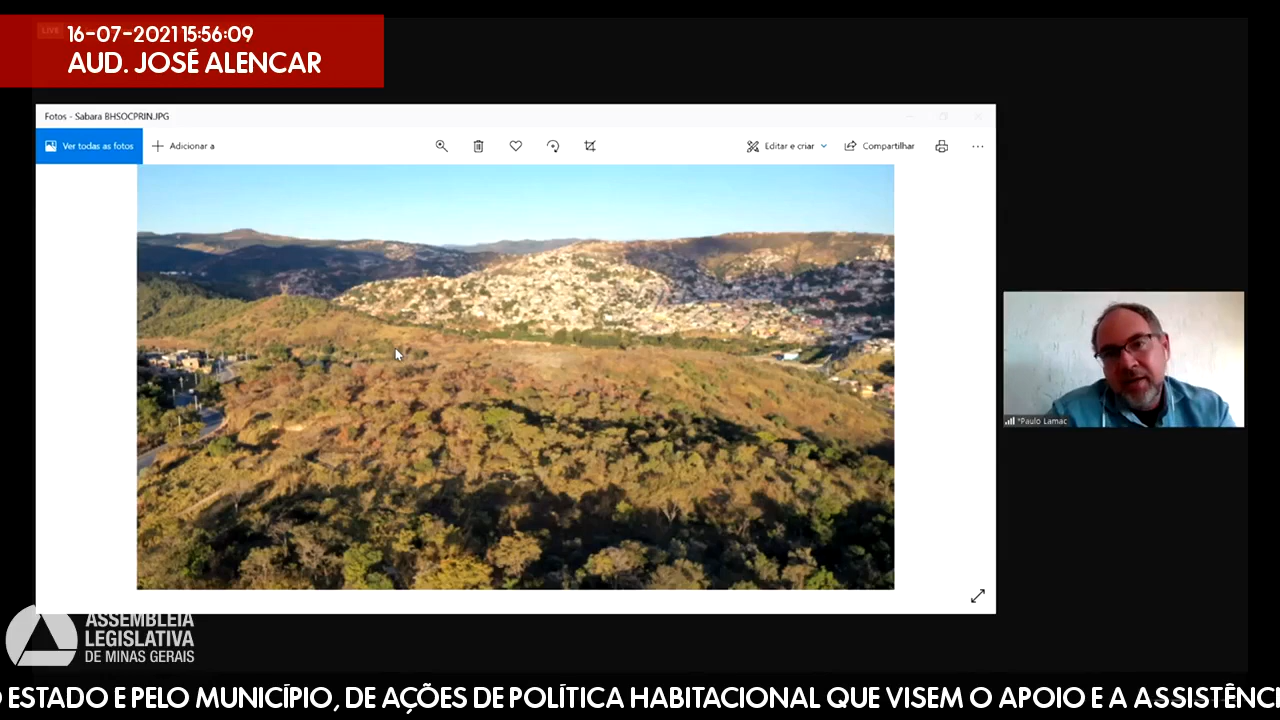 LIVE
16-07-2021 15:56:09
AUD. JOSÉ ALENCAR
Fotos - Sabara BHSOCPRIN.JPG
Ver todas as fotos
Adicionar a
Editar e criar
Compartilhar
*Paulo Lamac
ASSEMBLEIA
LEGISLATIVA
DE MINAS GERAIS
O ESTADO E PELO MUNICÍPIO, DE AÇÕES DE POLÍTICA HABITACIONAL QUE VISEM O APOIO E A ASSISTÊNCI